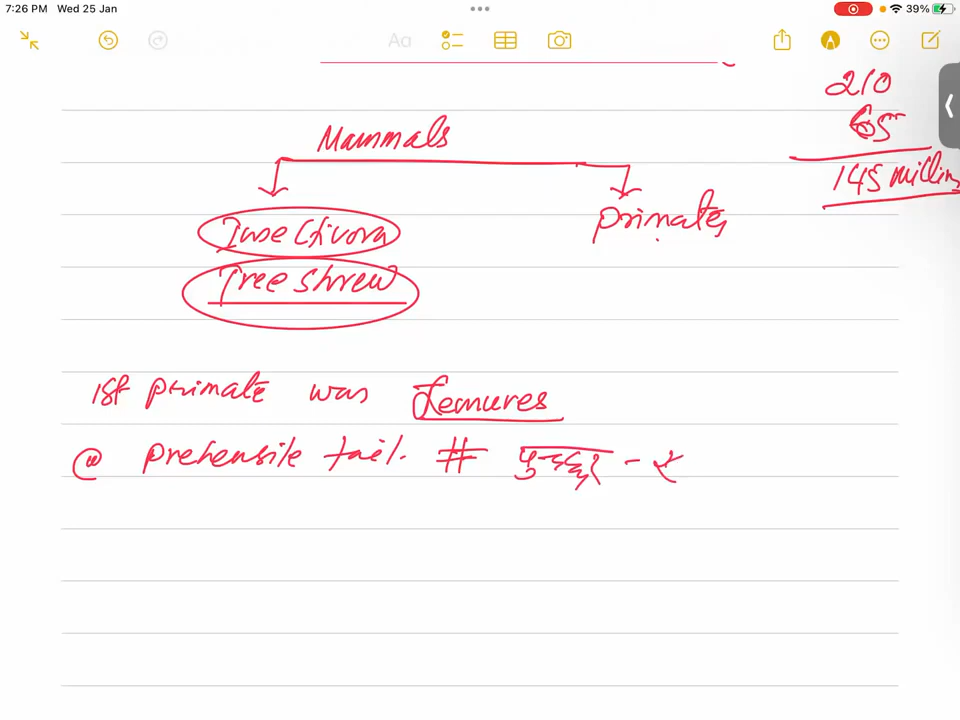 7:26 PM Wed 25 Jan 39%
Aa
210
65
145 million
Mammals
Insectivora Primates
Tree Shrew
1st primate was Lemures
@ prehensile tail. #